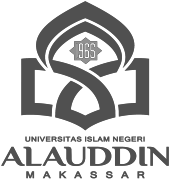 965
UNIVERSITAS ISLAM NEGERI
ALAUDDIN
MAKASSAR